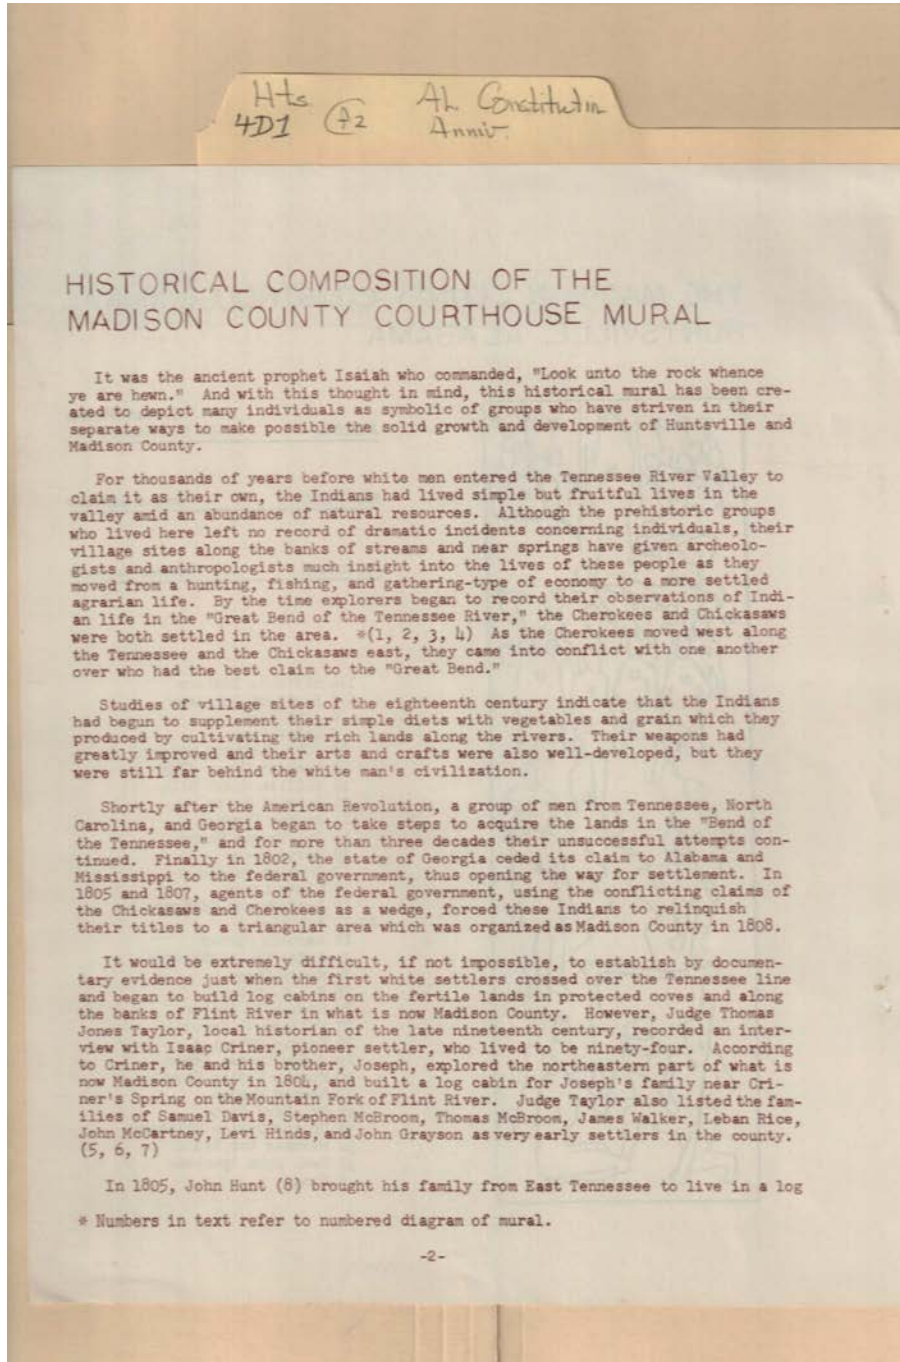 Hts AL Constitutin
4D1 A2 Anniv.
HISTORICAL COMPOSITION OF THE
MADISON COUNTY COURTHOUSE MURAL
It was the ancient prophet Isaiah who commanded, "Look unto the rock whence
ye are hewn." And with this thought in mind, this historical mural has been cre-
ated to depict many individuals as symbolic of groups who have striven in their
separate ways to make possible the solid growth and development of Huntsville and
Madison County.
For thousands of years before white men entered the Tennessee River Valley to
claim it as their own, the Indians had lived simple but fruitful lives in the
valley amid an abundance of natural resources. Although the prehistoric groups
who lived here left no record of dramatic incidents concerning individuals, their
village sites along the banks of streams and near springs have given archeolo-
gists and anthropologists much insight into the lives of these people as they
moved from a hunting, fishing, and gathering-type of economy to a more settled
agrarian life. By the time explorers began to record their observations of Indi-
an life in the "Great Bend of the Tennessee River," the Cherokees and Chickasaws
were both settled in the area. *(1, 2, 3, 4) As the Cherokees moved west along
the Tennessee and the Chickasaws east, they came into conflict with one another
over who had the best claim to the "Great Bend."
Studies of village sites of the eighteenth century indicate that the Indians
had begun to supplement their simple diets with vegetables and grain which they
produced by cultivating the rich lands along the rivers. Their weapons had
greatly improved and their arts and crafts were also well-developed, but they
were still far behind the white man's civilization.
Shortly after the American Revolution, a group of men from Tennessee, North
Carolina, and Georgia began to take steps to acquire the lands in the "Bend of
the Tennessee," and for more than three decades their unsuccessful attempts con-
tinued. Finally in 1802, the state of Georgia ceded its claim to Alabama and
Mississippi to the federal government, thus opening the way for settlement. In
1805 and 1807, agents of the federal government, using the conflicting claims of
the Chickasaws and Cherokees as a wedge, forced these Indians to relinquish
their titles to a triangular area which was organized as Madison County in 1808.
It would be extremely difficult, if not impossible, to establish by documen-
tary evidence just when the first white settlers crossed over the Tennessee line
and began to build log cabins on the fertile lands in protected coves and along
the banks of Flint River in what is now Madison County. However, Judge Thomas
Jones Taylor, local historian of the late nineteenth century, recorded an inter-
view with Isaac Criner, pioneer settler, who lived to be ninety-four. According
to Criner, he and his brother, Joseph, explored the northeastern part of what is
now Madison County in 1804, and built a log cabin for Joseph's family near Cri-
ner's Spring on the Mountain Fork of Flint River. Judge Taylor also listed the fam-
ilies of Samuel Davis, Stephen McBroom, Thomas McBroom, James Walker, Leban Rice,
John McCartney, Levi Hinds, and John Grayson as very early settlers in the county.
(5, 6, 7)
In 1805, John Hunt (8) brought his family from East Tennessee to live in a log
* Numbers in text refer to numbered diagram of mural.
-2-